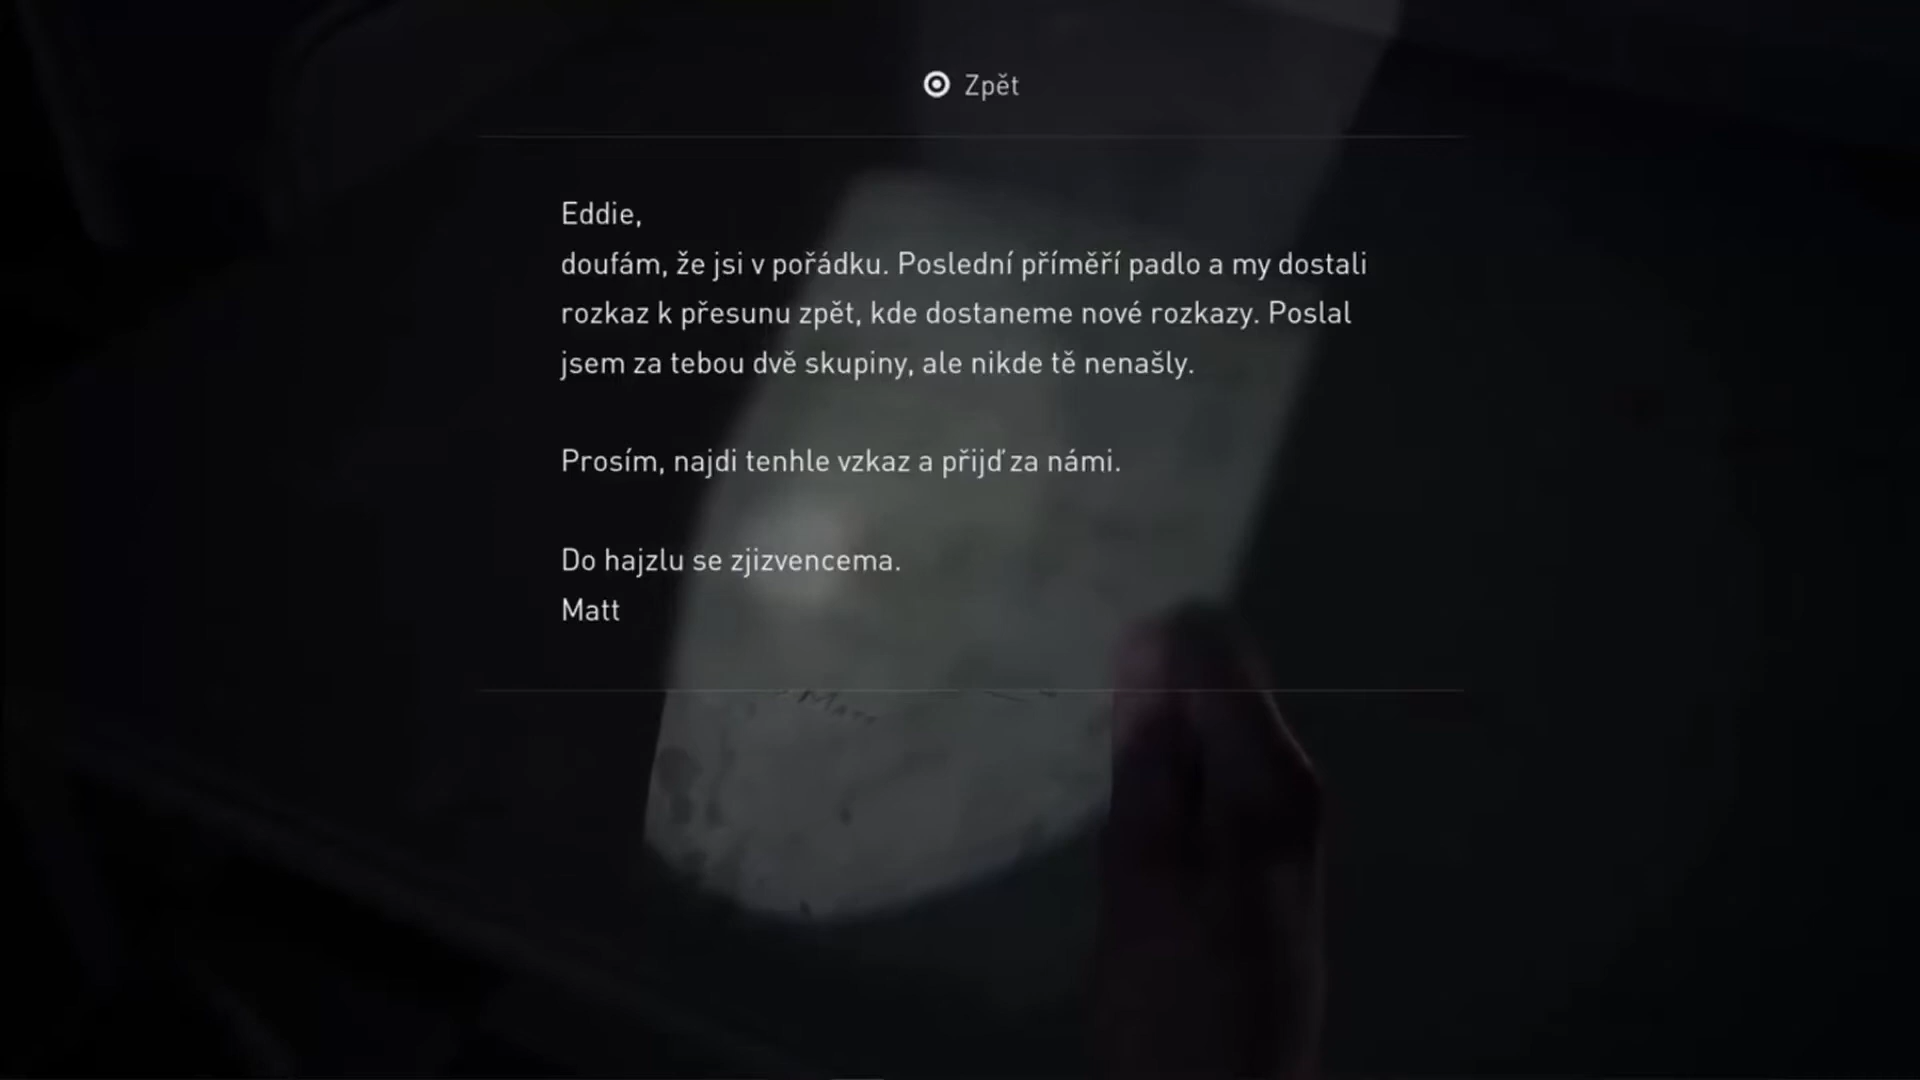 Zpět
Eddie,
doufám, že jsi v pořádku. Poslední příměří padlo a my dostali
rozkaz k přesunu zpět, kde dostaneme nové rozkazy. Poslal
jsem za tebou dvě skupiny, ale nikde tě nenašly.
Prosím, najdi tenhle vzkaz a přijď za námi.
Do hajzlu se zjizvencema.
Matt
Matt